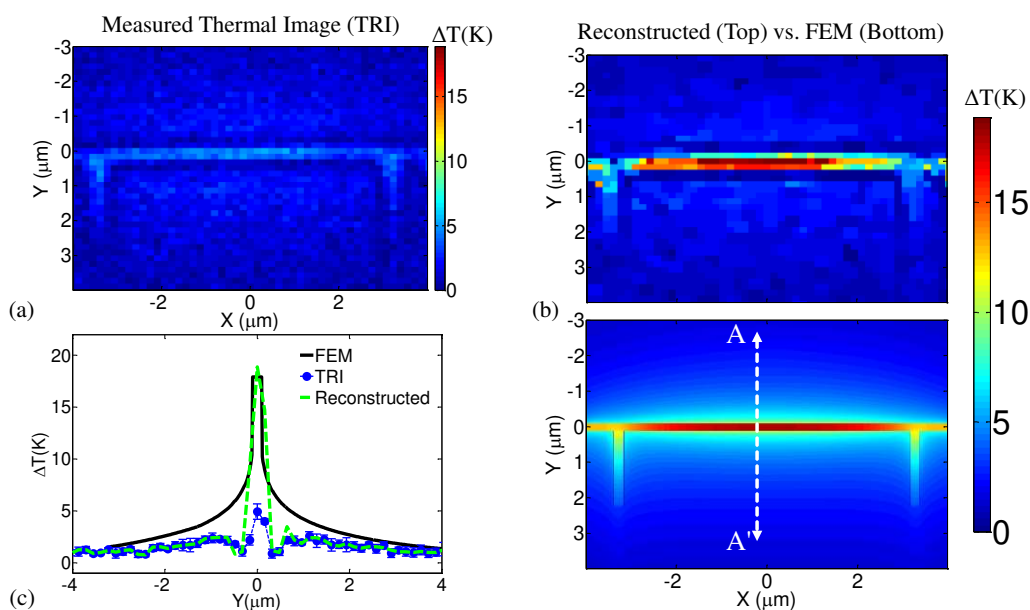 Measured Thermal Image (TRI)
ΔT(K)
-3
-2
-1
0
1
2
3
Y (μm)
15
10
5
0
-2
0
2
X (μm)
(a)
Reconstructed (Top) vs. FEM (Bottom)
-3
-2
-1
0
1
2
3
Y (μm)
(b)
ΔT(K)
15
10
5
0
20
15
10
5
0
ΔT(K)
FEM
TRI
Reconstructed
-4
-2
0
2
4
Y(μm)
(c)
-3
-2
-1
0
1
2
3
Y (μm)
A
A'
-2
0
2
X (μm)